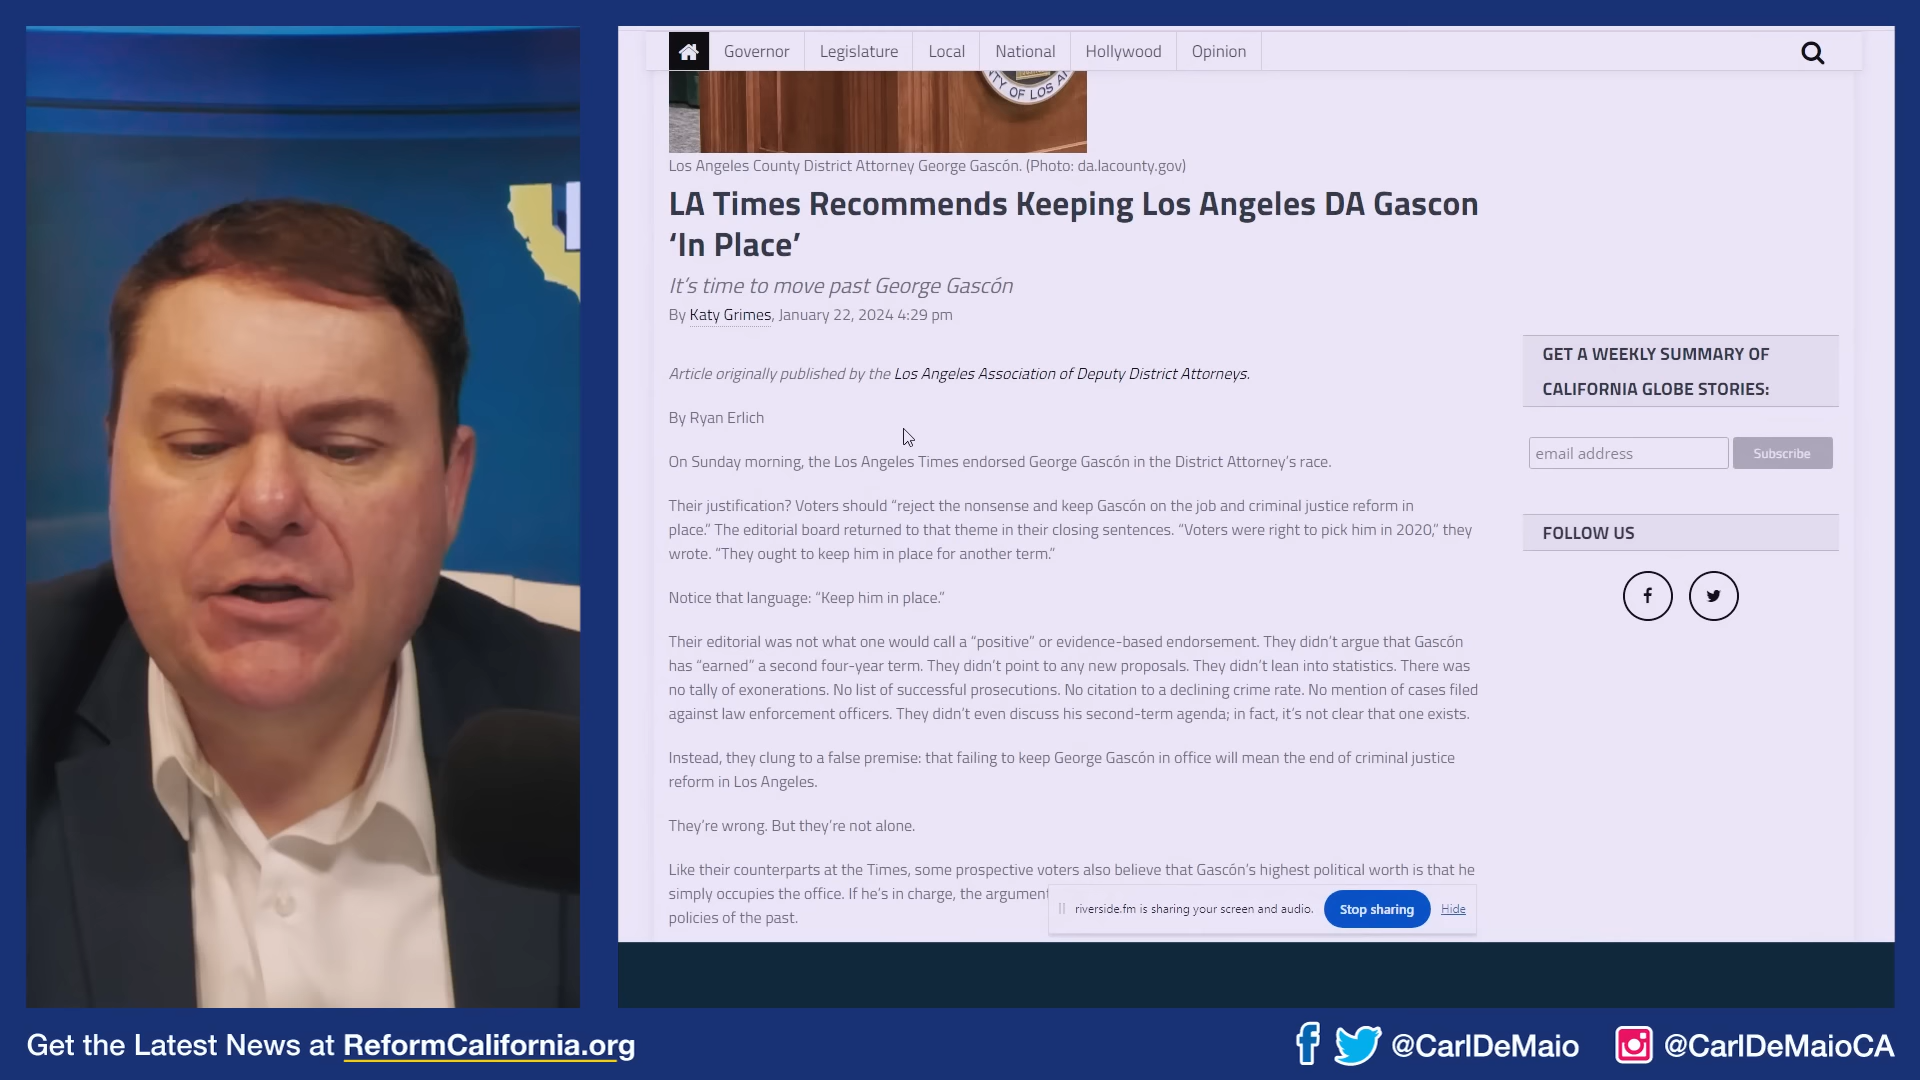 Governor
Legislature
Local
National
Hollywood
Opinion
TY OF LOS A
Los Angeles County District Attorney George Gascón. (Photo: da.lacounty.gov)
LA Times Recommends Keeping Los Angeles DA Gascon
‘In Place’
It’s time to move past George Gascón
By Katy Grimes, January 22, 2024 4:29 pm
Article originally published by the Los Angeles Association of Deputy District Attorneys.
By Ryan Erlich
On Sunday morning, the Los Angeles Times endorsed George Gascón in the District Attorney’s race.
Their justification? Voters should “reject the nonsense and keep Gascón on the job and criminal justice reform in
place.” The editorial board returned to that theme in their closing sentences. “Voters were right to pick him in 2020,” they
wrote. “They ought to keep him in place for another term.”
Notice that language: “Keep him in place.”
Their editorial was not what one would call a “positive” or evidence-based endorsement. They didn’t argue that Gascón
has “earned” a second four-year term. They didn’t point to any new proposals. They didn’t lean into statistics. There was
no tally of exonerations. No list of successful prosecutions. No citation to a declining crime rate. No mention of cases filed
against law enforcement officers. They didn’t even discuss his second-term agenda; in fact, it’s not clear that one exists.
Instead, they clung to a false premise: that failing to keep George Gascón in office will mean the end of criminal justice
reform in Los Angeles.
They’re wrong. But they’re not alone.
Like their counterparts at the Times, some prospective voters also believe that Gascón’s highest political worth is that he
simply occupies the office. If he’s in charge, the argument
policies of the past.
riverside.fm is sharing your screen and audio.
Stop sharing
Hide
GET A WEEKLY SUMMARY OF
CALIFORNIA GLOBE STORIES:
email address
Subscribe
FOLLOW US
Get the Latest News at ReformCalifornia.org
@CarlDeMaio
@CarlDeMaioCA